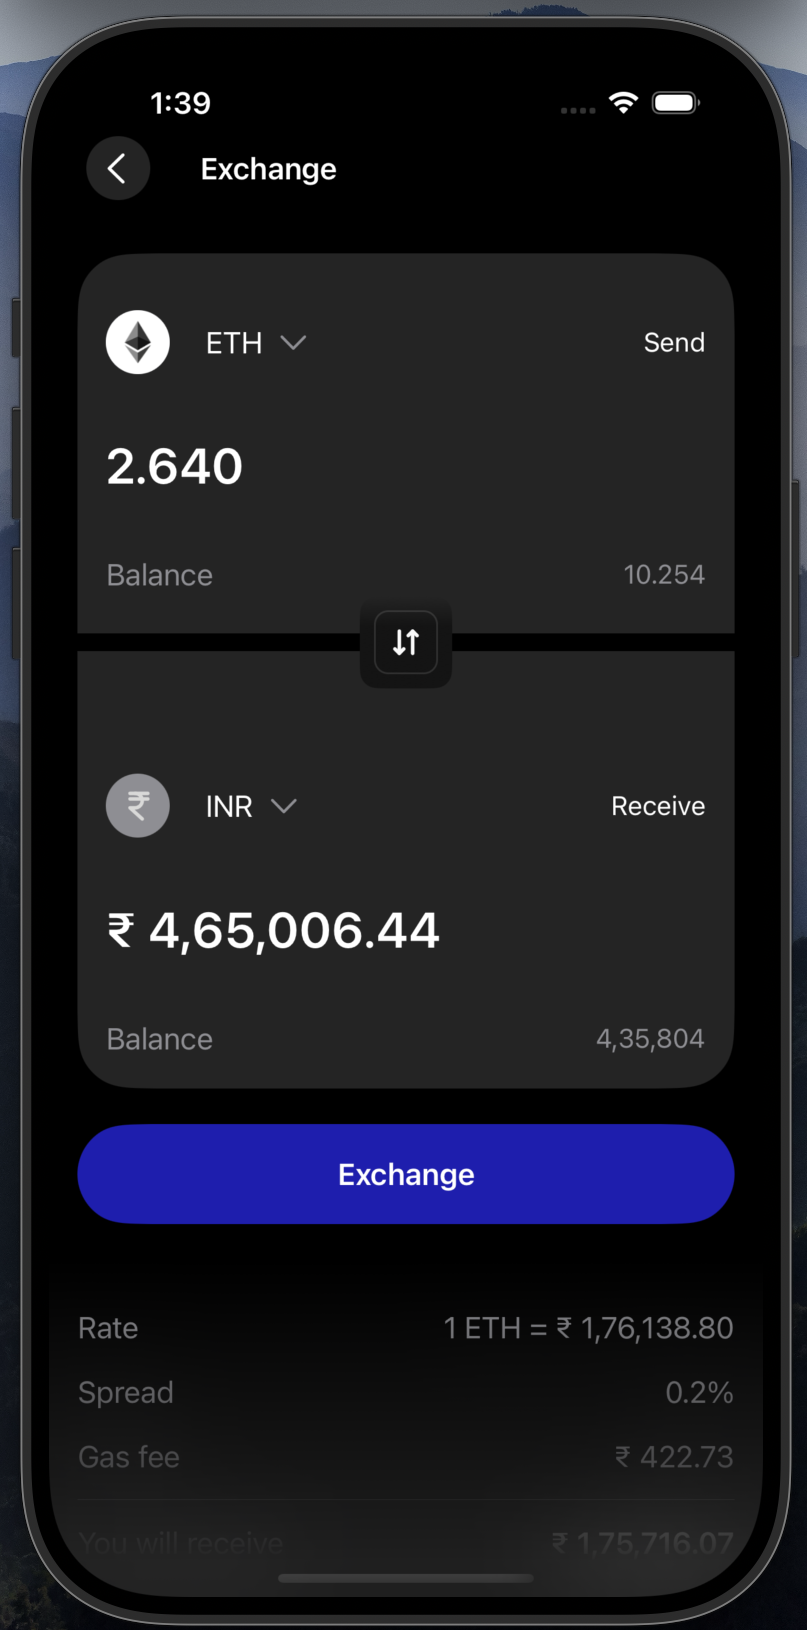 1:39
Exchange
ETH
Send
2.640
Balance
10.254
₹
INR
Receive
₹ 4,65,006.44
Balance
4,35,804
Exchange
Rate
1 ETH = ₹ 1,76,138.80
Spread
0.2%
Gas fee
₹ 422.73
You will receive
₹ 1,75,716.07